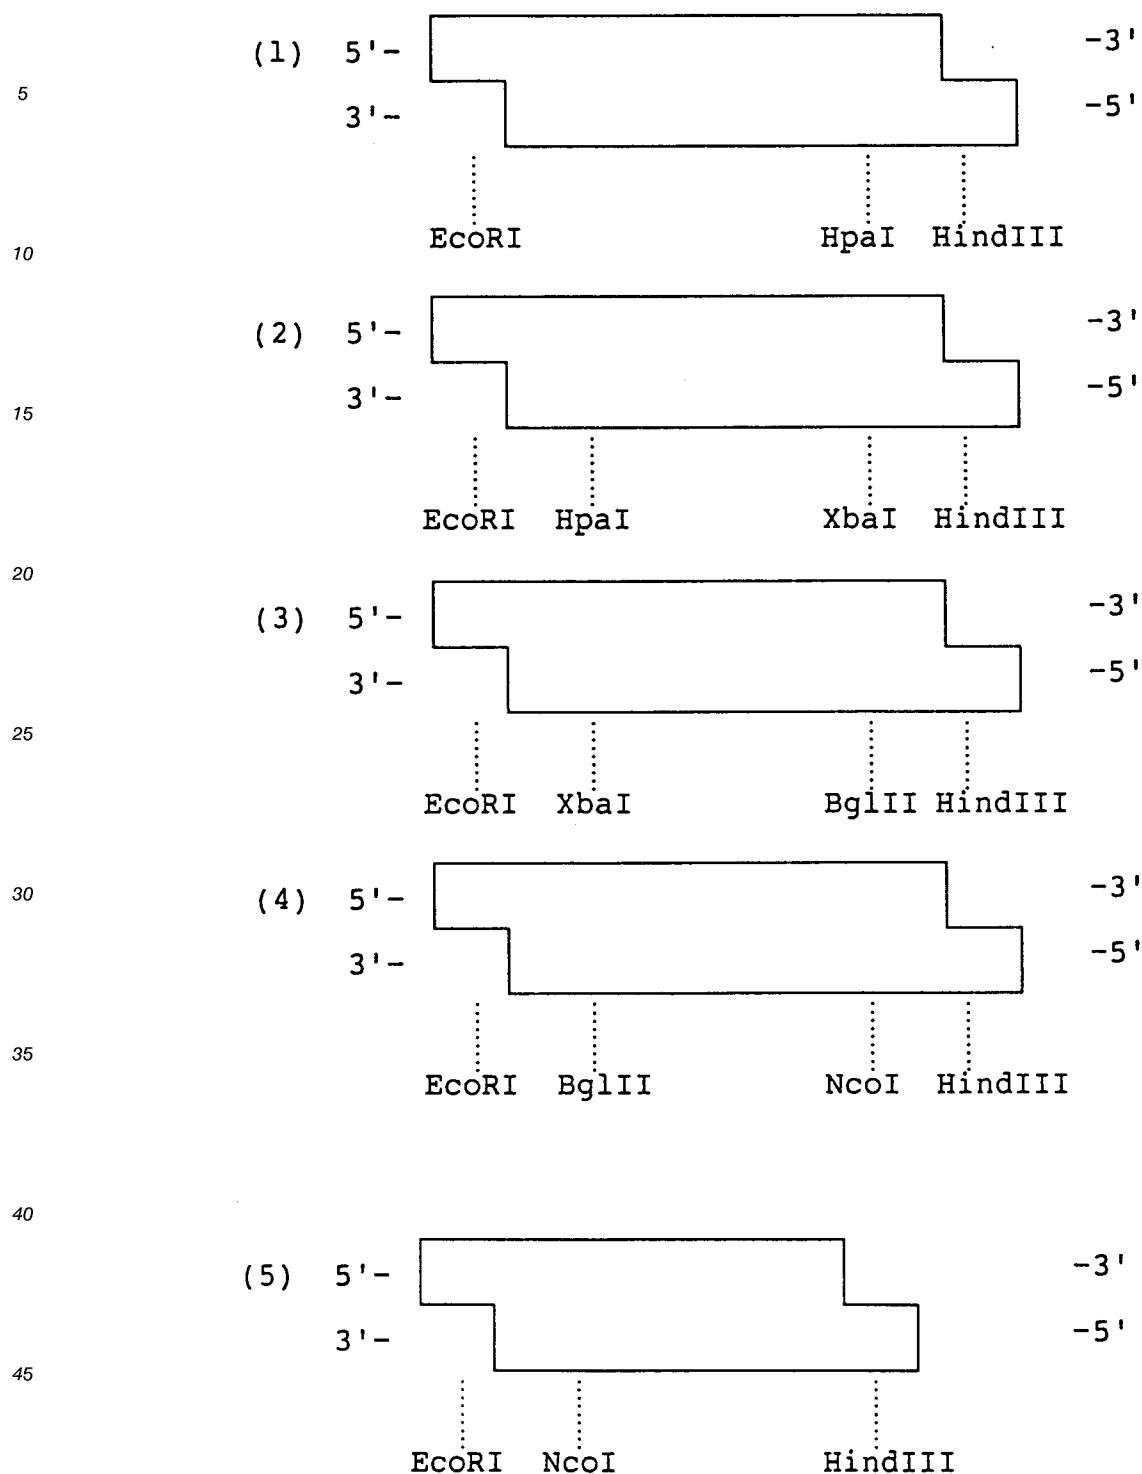 (1) 5'- -3'
5
3'- -5'
EcoRI HpaI HindIII
10
(2) 5'- -3'
3'- -5'
15
EcoRI HpaI XbaI HindIII
20
(3) 5'- -3'
3'- -5'
25
EcoRI XbaI BglII HindIII
30
(4) 5'- -3'
3'- -5'
35
EcoRI BglII NcoI HindIII
40
(5) 5'- -3'
3'- -5'
45
EcoRI NcoI HindIII